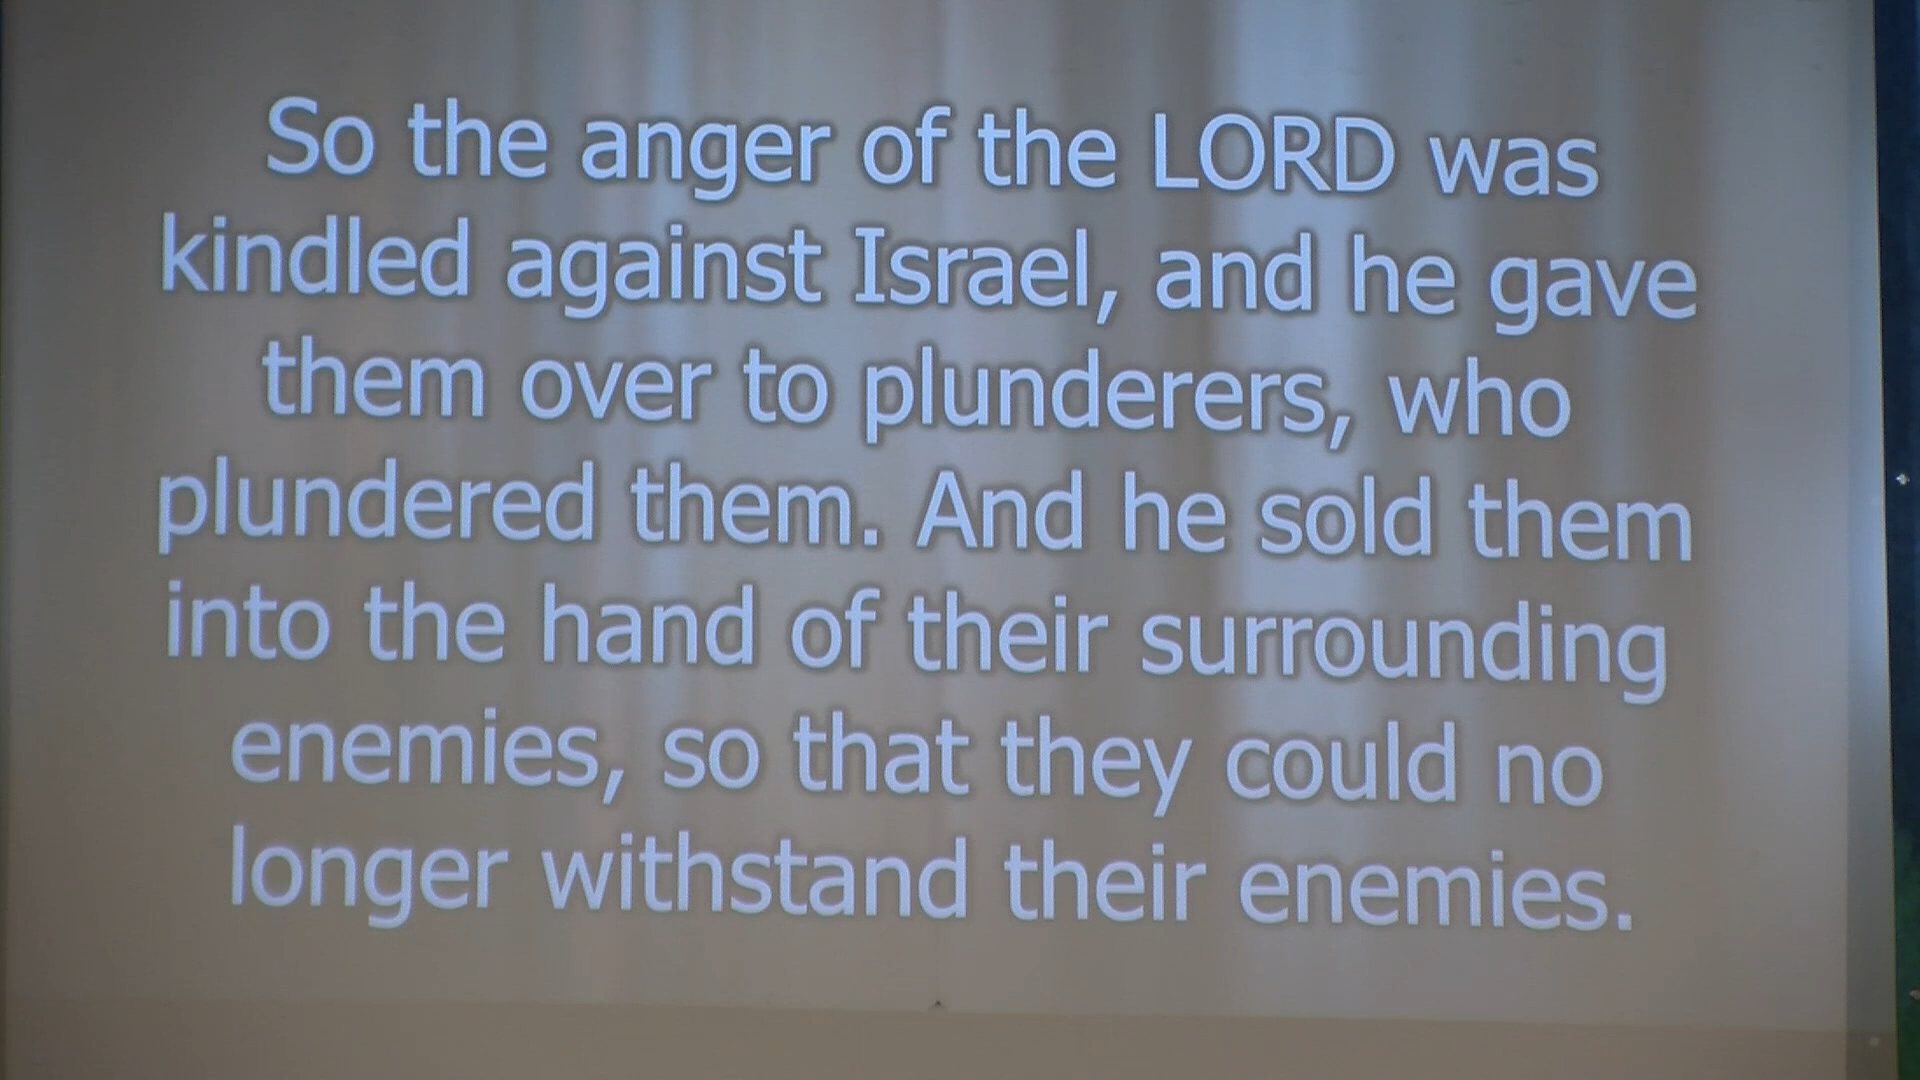 So the anger of the LORD was
kindled against Israel, and he gave
them over to plunderers, who
plundered them. And he sold them
into the hand of their surrounding
enemies, so that they could no
longer withstand their enemies.